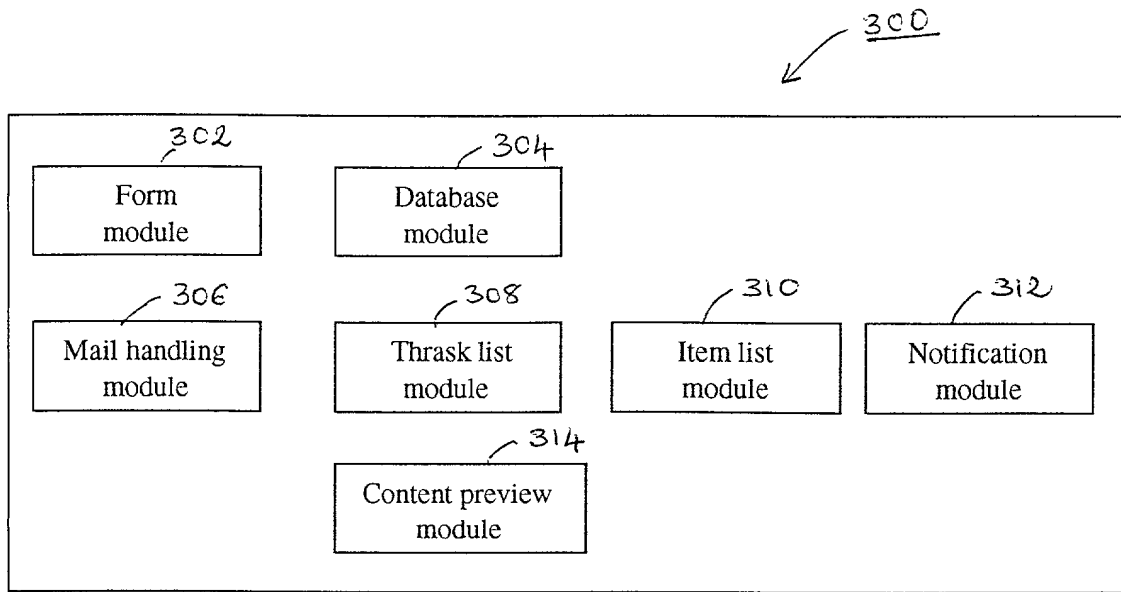 300
302
304
Form
module
Database
module
306
308
310
312
Mail handling
module
Thrask list
module
Item list
module
Notification
module
314
Content preview
module